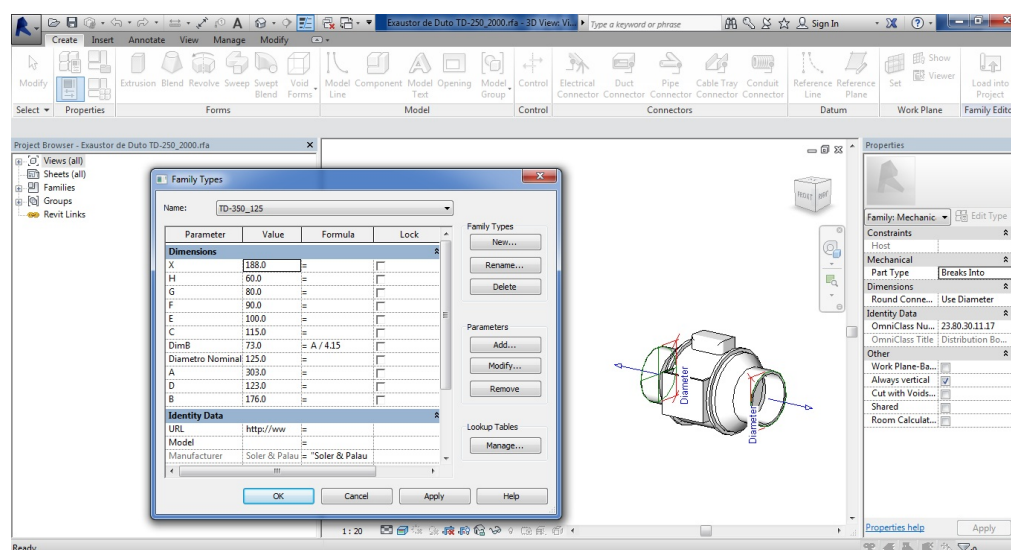 Exaustor de Duto TD-250_2000.rfa - 3D View: Vi...
Type a keyword or phrase
Sign In
Create Insert Annotate View Manage Modify
Modify
Extrusion Blend Revolve Sweep Swept Blend Void Forms
Model Line Component Model Text Opening Model Group
Control
Electrical Connector Duct Connector Pipe Connector Cable Tray Connector Conduit Connector
Reference Line Reference Plane
Set Show Viewer
Load into Project
Select Properties Forms Model Control Connectors Datum Work Plane Family Edito
Project Browser - Exaustor de Duto TD-250_2000.rfa
Views (all)
Sheets (all)
Families
Groups
Revit Links
Family Types
Name: TD-350_125
Parameter Value Formula Lock
Dimensions
X 188.0 =
H 60.0 =
G 80.0 =
F 90.0 =
E 100.0 =
C 115.0 =
DimB 73.0 = A / 4.15
Diametro Nominal 125.0 =
A 303.0 =
D 123.0 =
B 176.0 =
Identity Data
URL http://ww =
Model =
Manufacturer Soler & Palau = "Soler & Palau
Family Types
New...
Rename...
Delete
Parameters
Add...
Modify...
Remove
Lookup Tables
Manage...
OK Cancel Apply Help
FRONT
Diameter
Diameter
1 : 20
Properties
Family: Mechanic Edit Type
Constraints
Host
Mechanical
Part Type Breaks Into
Dimensions
Round Conne... Use Diameter
Identity Data
OmniClass Nu... 23.80.30.11.17
OmniClass Title Distribution Bo...
Other
Work Plane-Ba...
Always vertical
Cut with Voids...
Shared
Room Calculat...
Properties help Apply
Ready